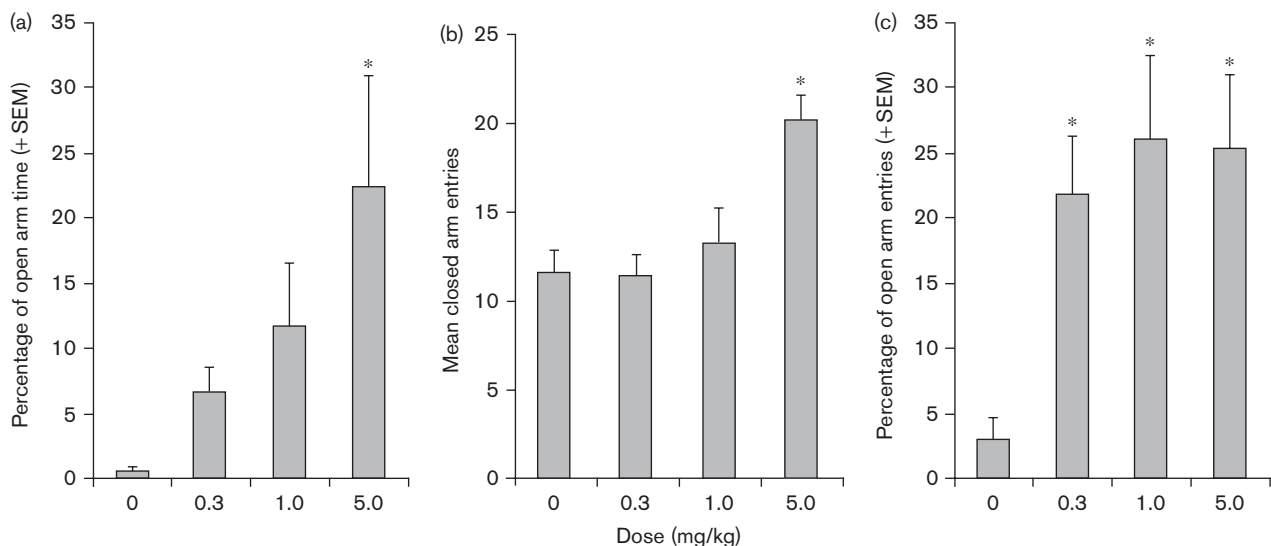 (a)
Percentage of open arm time (+ SEM)
35
30
25
20
15
10
5
0
*
0 0.3 1.0 5.0
(b)
Mean closed arm entries
25
20
15
10
5
0
*
0 0.3 1.0 5.0
Dose (mg/kg)
(c)
Percentage of open arm entries (+ SEM)
35
30
25
20
15
10
5
0
* * *
0 0.3 1.0 5.0